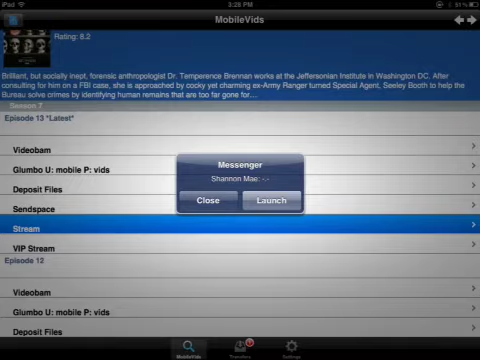 iPad
3:28 PM
51%
MobileVids
Rating: 8.2
Brilliant, but socially inept, forensic anthropologist Dr. Temperence Brennan works at the Jeffersonian Institute in Washington DC. After
consulting for him on a FBI case, she is approached by cocky yet charming ex-Army Ranger turned Special Agent, Seeley Booth to help the
Bureau solve crimes by identifying human remains that are too far gone for...
Season 7
Episode 13 *Latest*
Videobam
Glumbo U: mobile P: vids
Deposit Files
Sendspace
Stream
VIP Stream
Episode 12
Videobam
Glumbo U: mobile P: vids
Deposit Files
Messenger
Shannon Mae: -.-
Close
Launch
MobileVids
Transfers
Settings